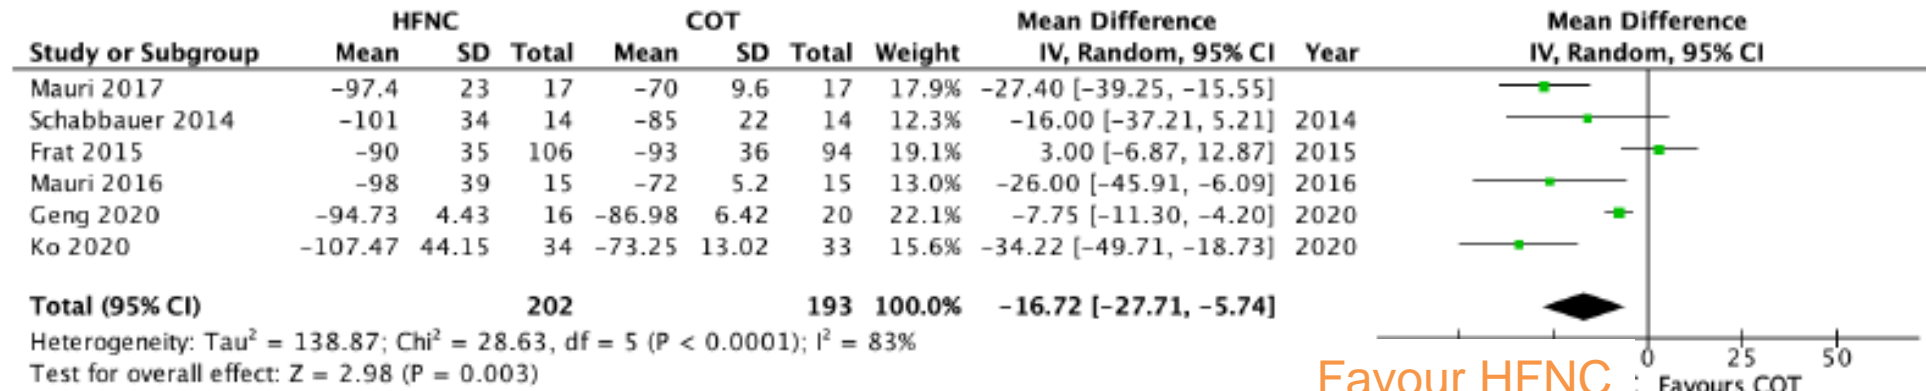 HFNC COT Mean Difference Mean Difference
Study or Subgroup Mean SD Total Mean SD Total Weight IV, Random, 95% CI Year IV, Random, 95% CI
Mauri 2017 −97.4 23 17 −70 9.6 17 17.9% −27.40 [−39.25, −15.55]
Schabbauer 2014 −101 34 14 −85 22 14 12.3% −16.00 [−37.21, 5.21] 2014
Frat 2015 −90 35 106 −93 36 94 19.1% 3.00 [−6.87, 12.87] 2015
Mauri 2016 −98 39 15 −72 5.2 15 13.0% −26.00 [−45.91, −6.09] 2016
Geng 2020 −94.73 4.43 16 −86.98 6.42 20 22.1% −7.75 [−11.30, −4.20] 2020
Ko 2020 −107.47 44.15 34 −73.25 13.02 33 15.6% −34.22 [−49.71, −18.73] 2020
Total (95% CI) 202 193 100.0% −16.72 [−27.71, −5.74]
Heterogeneity: Tau² = 138.87; Chi² = 28.63, df = 5 (P < 0.0001); I² = 83%
Test for overall effect: Z = 2.98 (P = 0.003)
0 25 50
Favour HFNC Favours COT